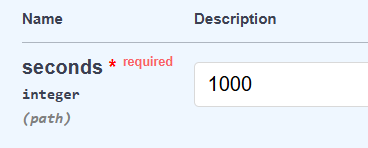 Name Description
seconds * required
1000
integer
(path)